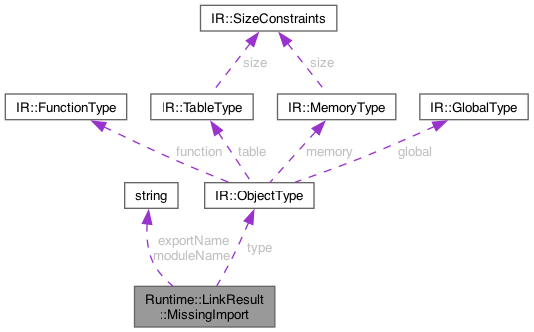 IR::SizeConstraints
size
size
IR::FunctionType
IR::TableType
IR::MemoryType
IR::GlobalType
function
table
memory
global
string
IR::ObjectType
exportName
moduleName
type
Runtime::LinkResult
::MissingImport